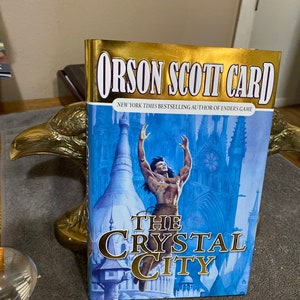 ORSON SCOTT CARD
NEW YORK TIMES BESTSELLING AUTHOR OF ENDER'S GAME
THE
CRYSTAL
CITY